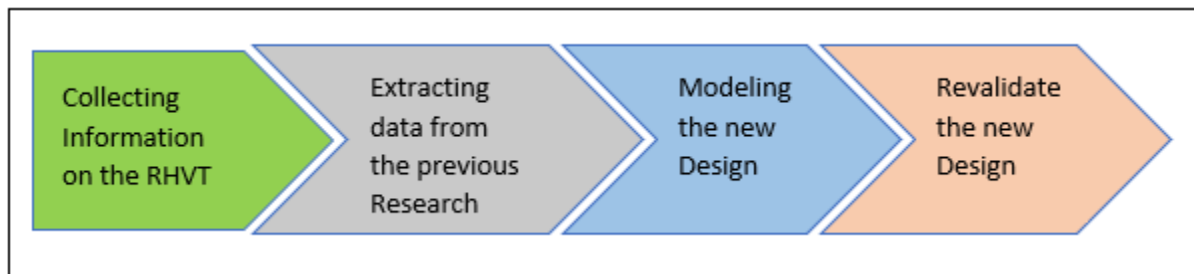 Collecting
Information
on the RHVT
Extracting
data from
the previous
Research
Modeling
the new
Design
Revalidate
the new
Design